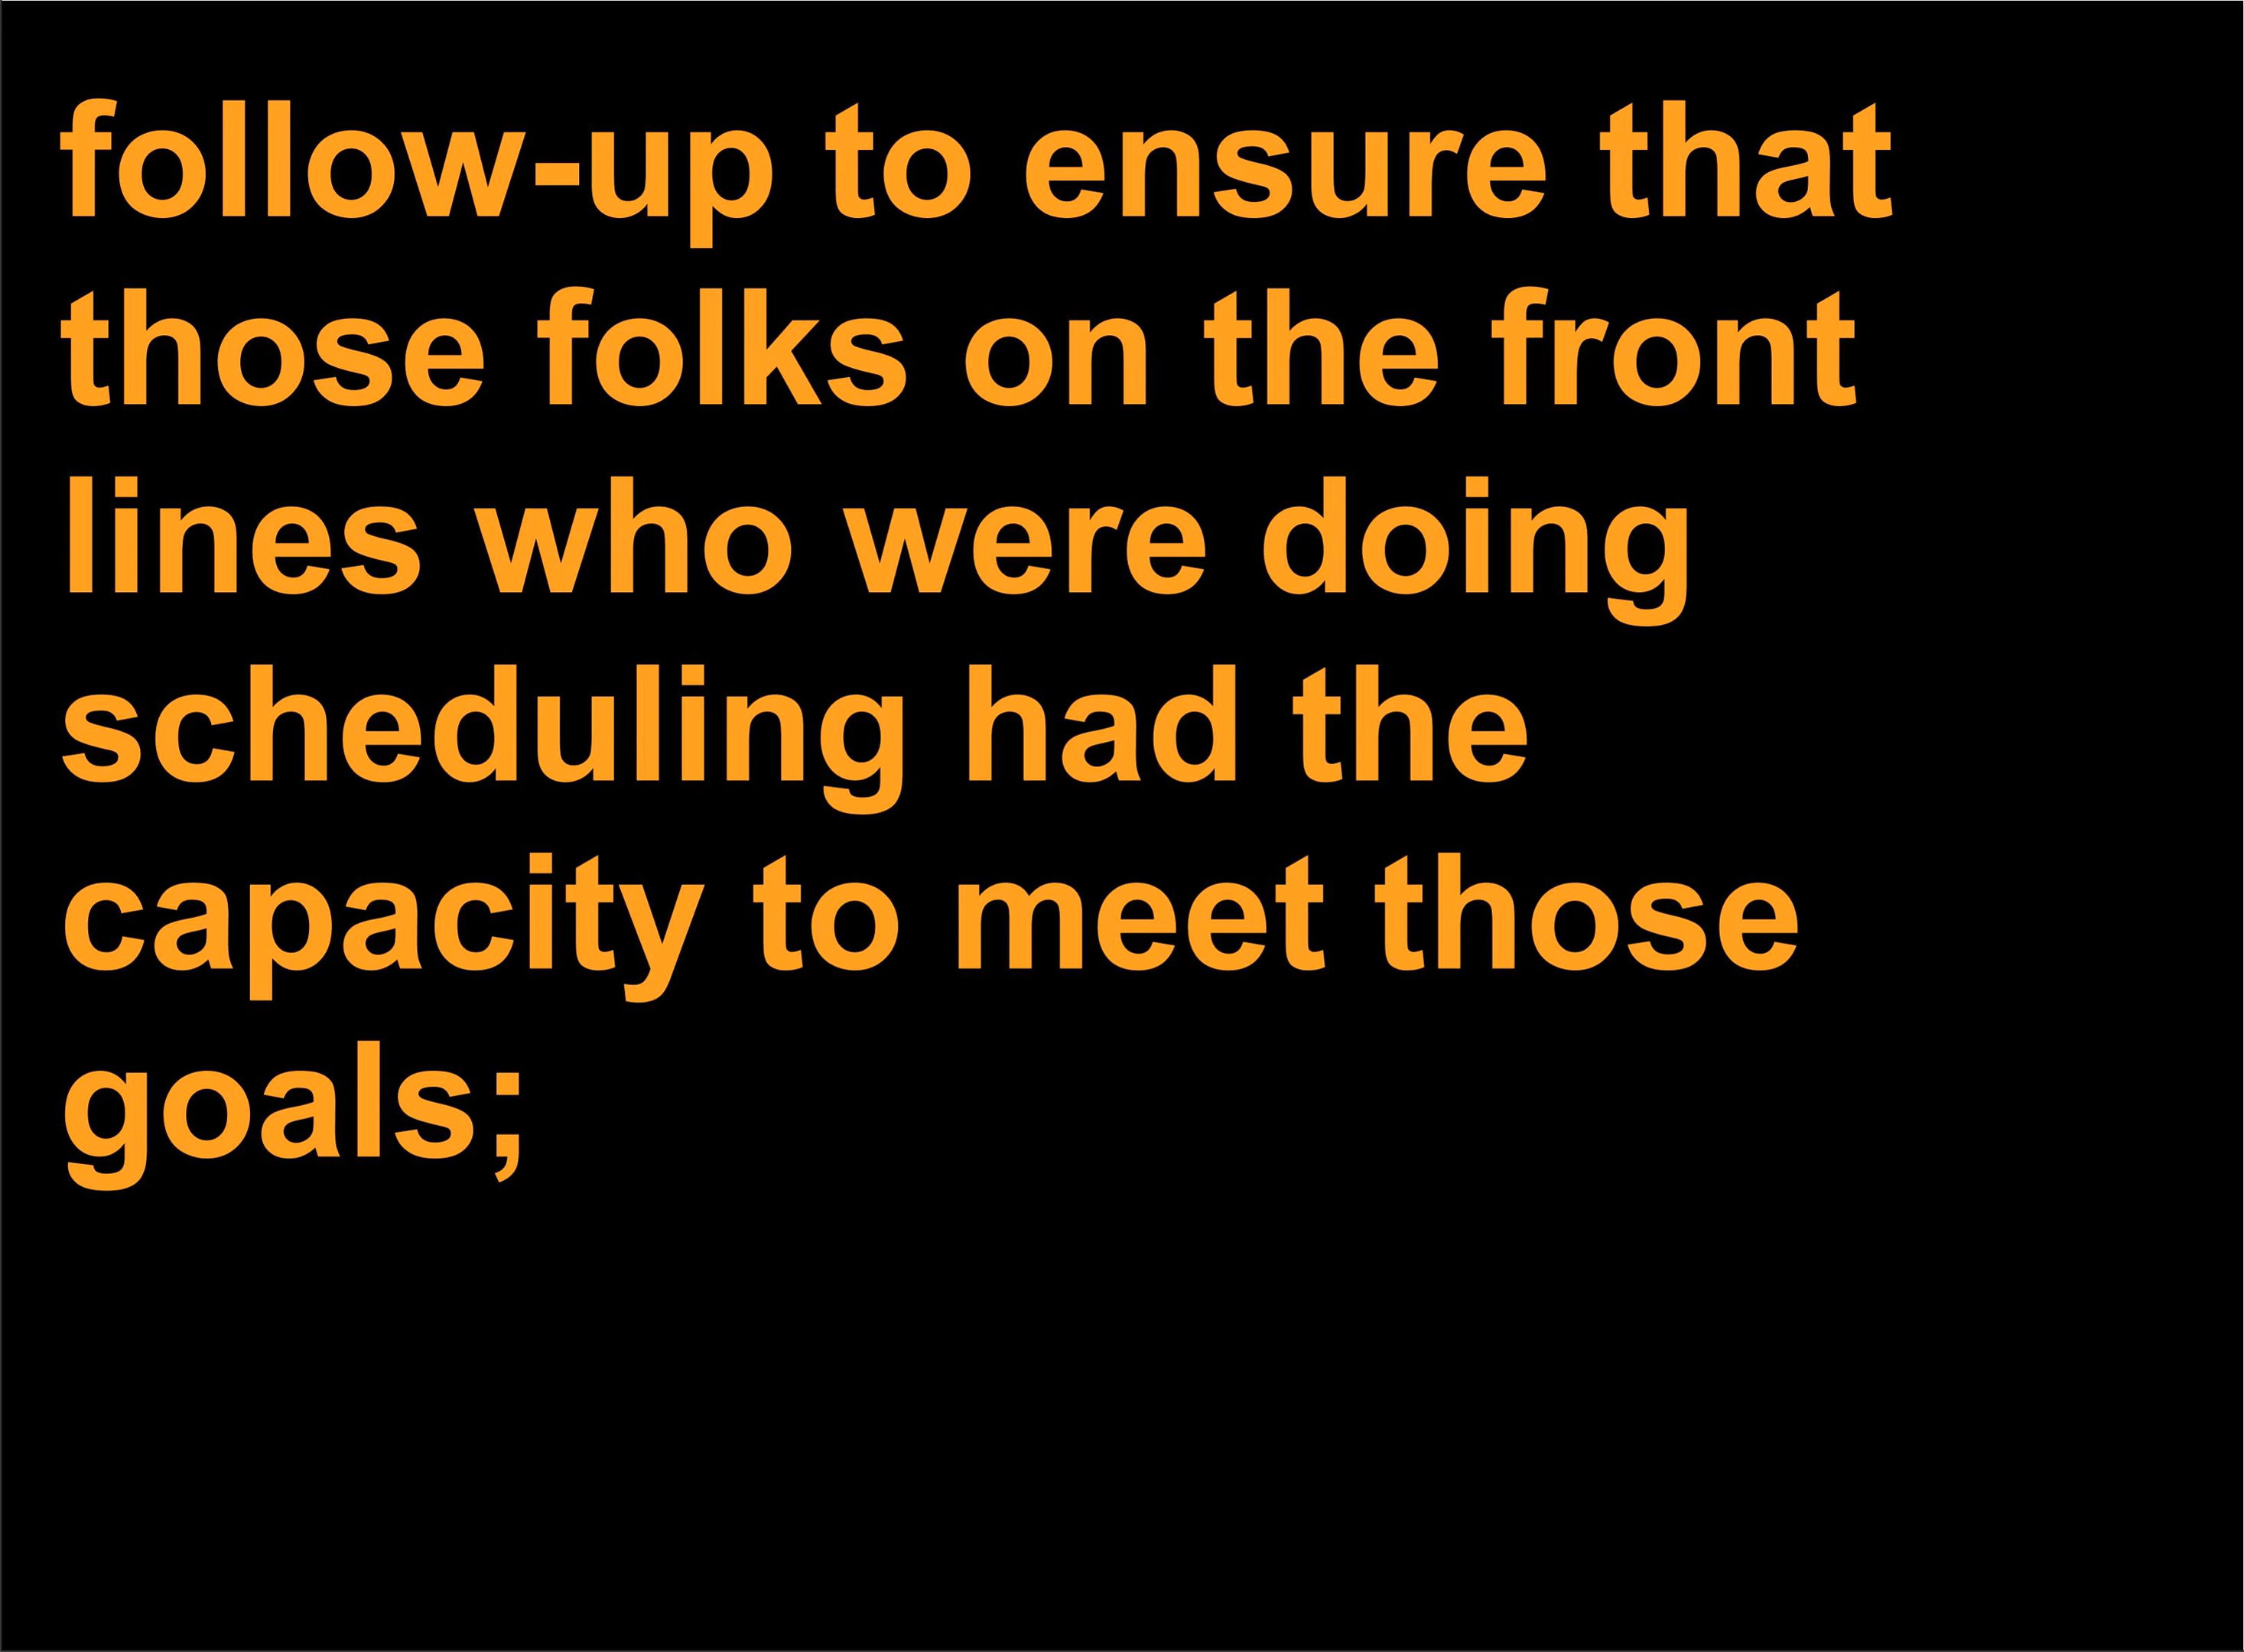 follow-up to ensure that
those folks on the front
lines who were doing
scheduling had the
capacity to meet those
goals;